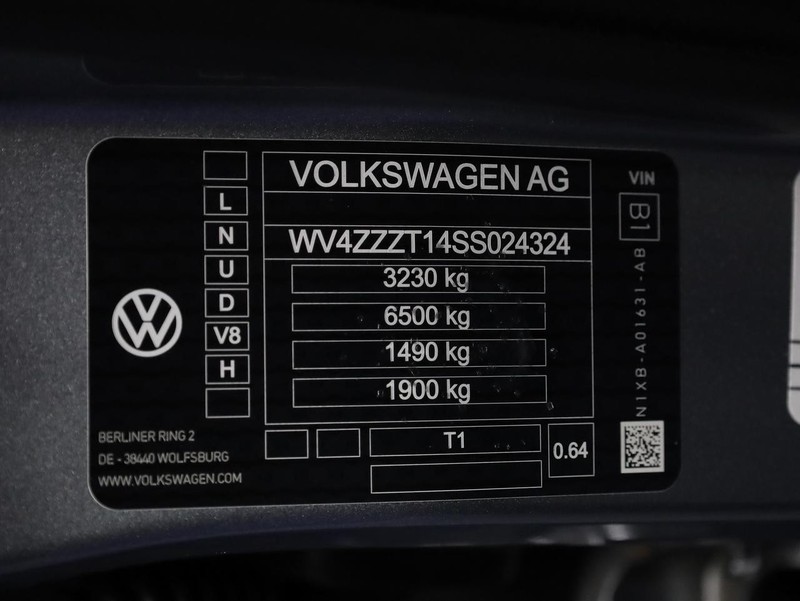 VOLKSWAGEN AG
WV4ZZZT14SS024324
3230 kg
6500 kg
1490 kg
1900 kg
T1
0.64
L
N
U
D
V8
H
VW
BERLINER RING 2
DE - 38440 WOLFSBURG
WWW.VOLKSWAGEN.COM
VIN
B1
N1XB-A01631-AB